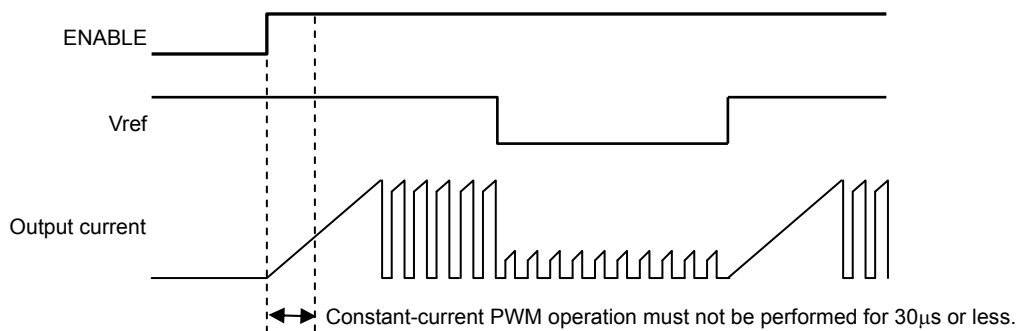 ENABLE
Vref
Output current
Constant-current PWM operation must not be performed for 30µs or less.